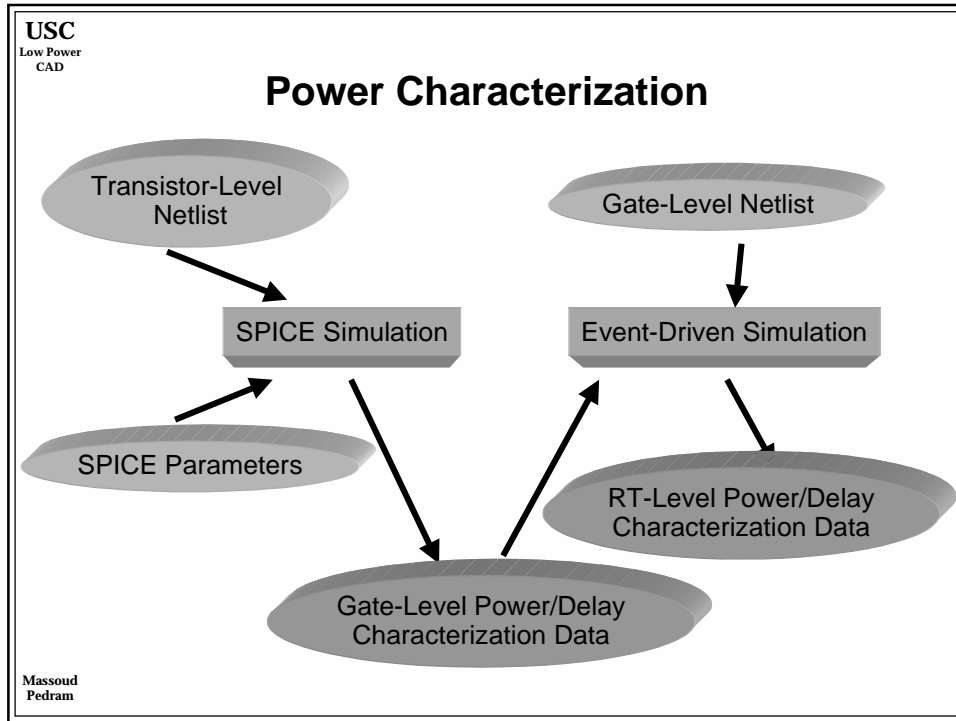 USC
Low Power
CAD
Power Characterization
Transistor-Level
Netlist
Gate-Level Netlist
SPICE Simulation
Event-Driven Simulation
SPICE Parameters
RT-Level Power/Delay
Characterization Data
Gate-Level Power/Delay
Characterization Data
Massoud
Pedram